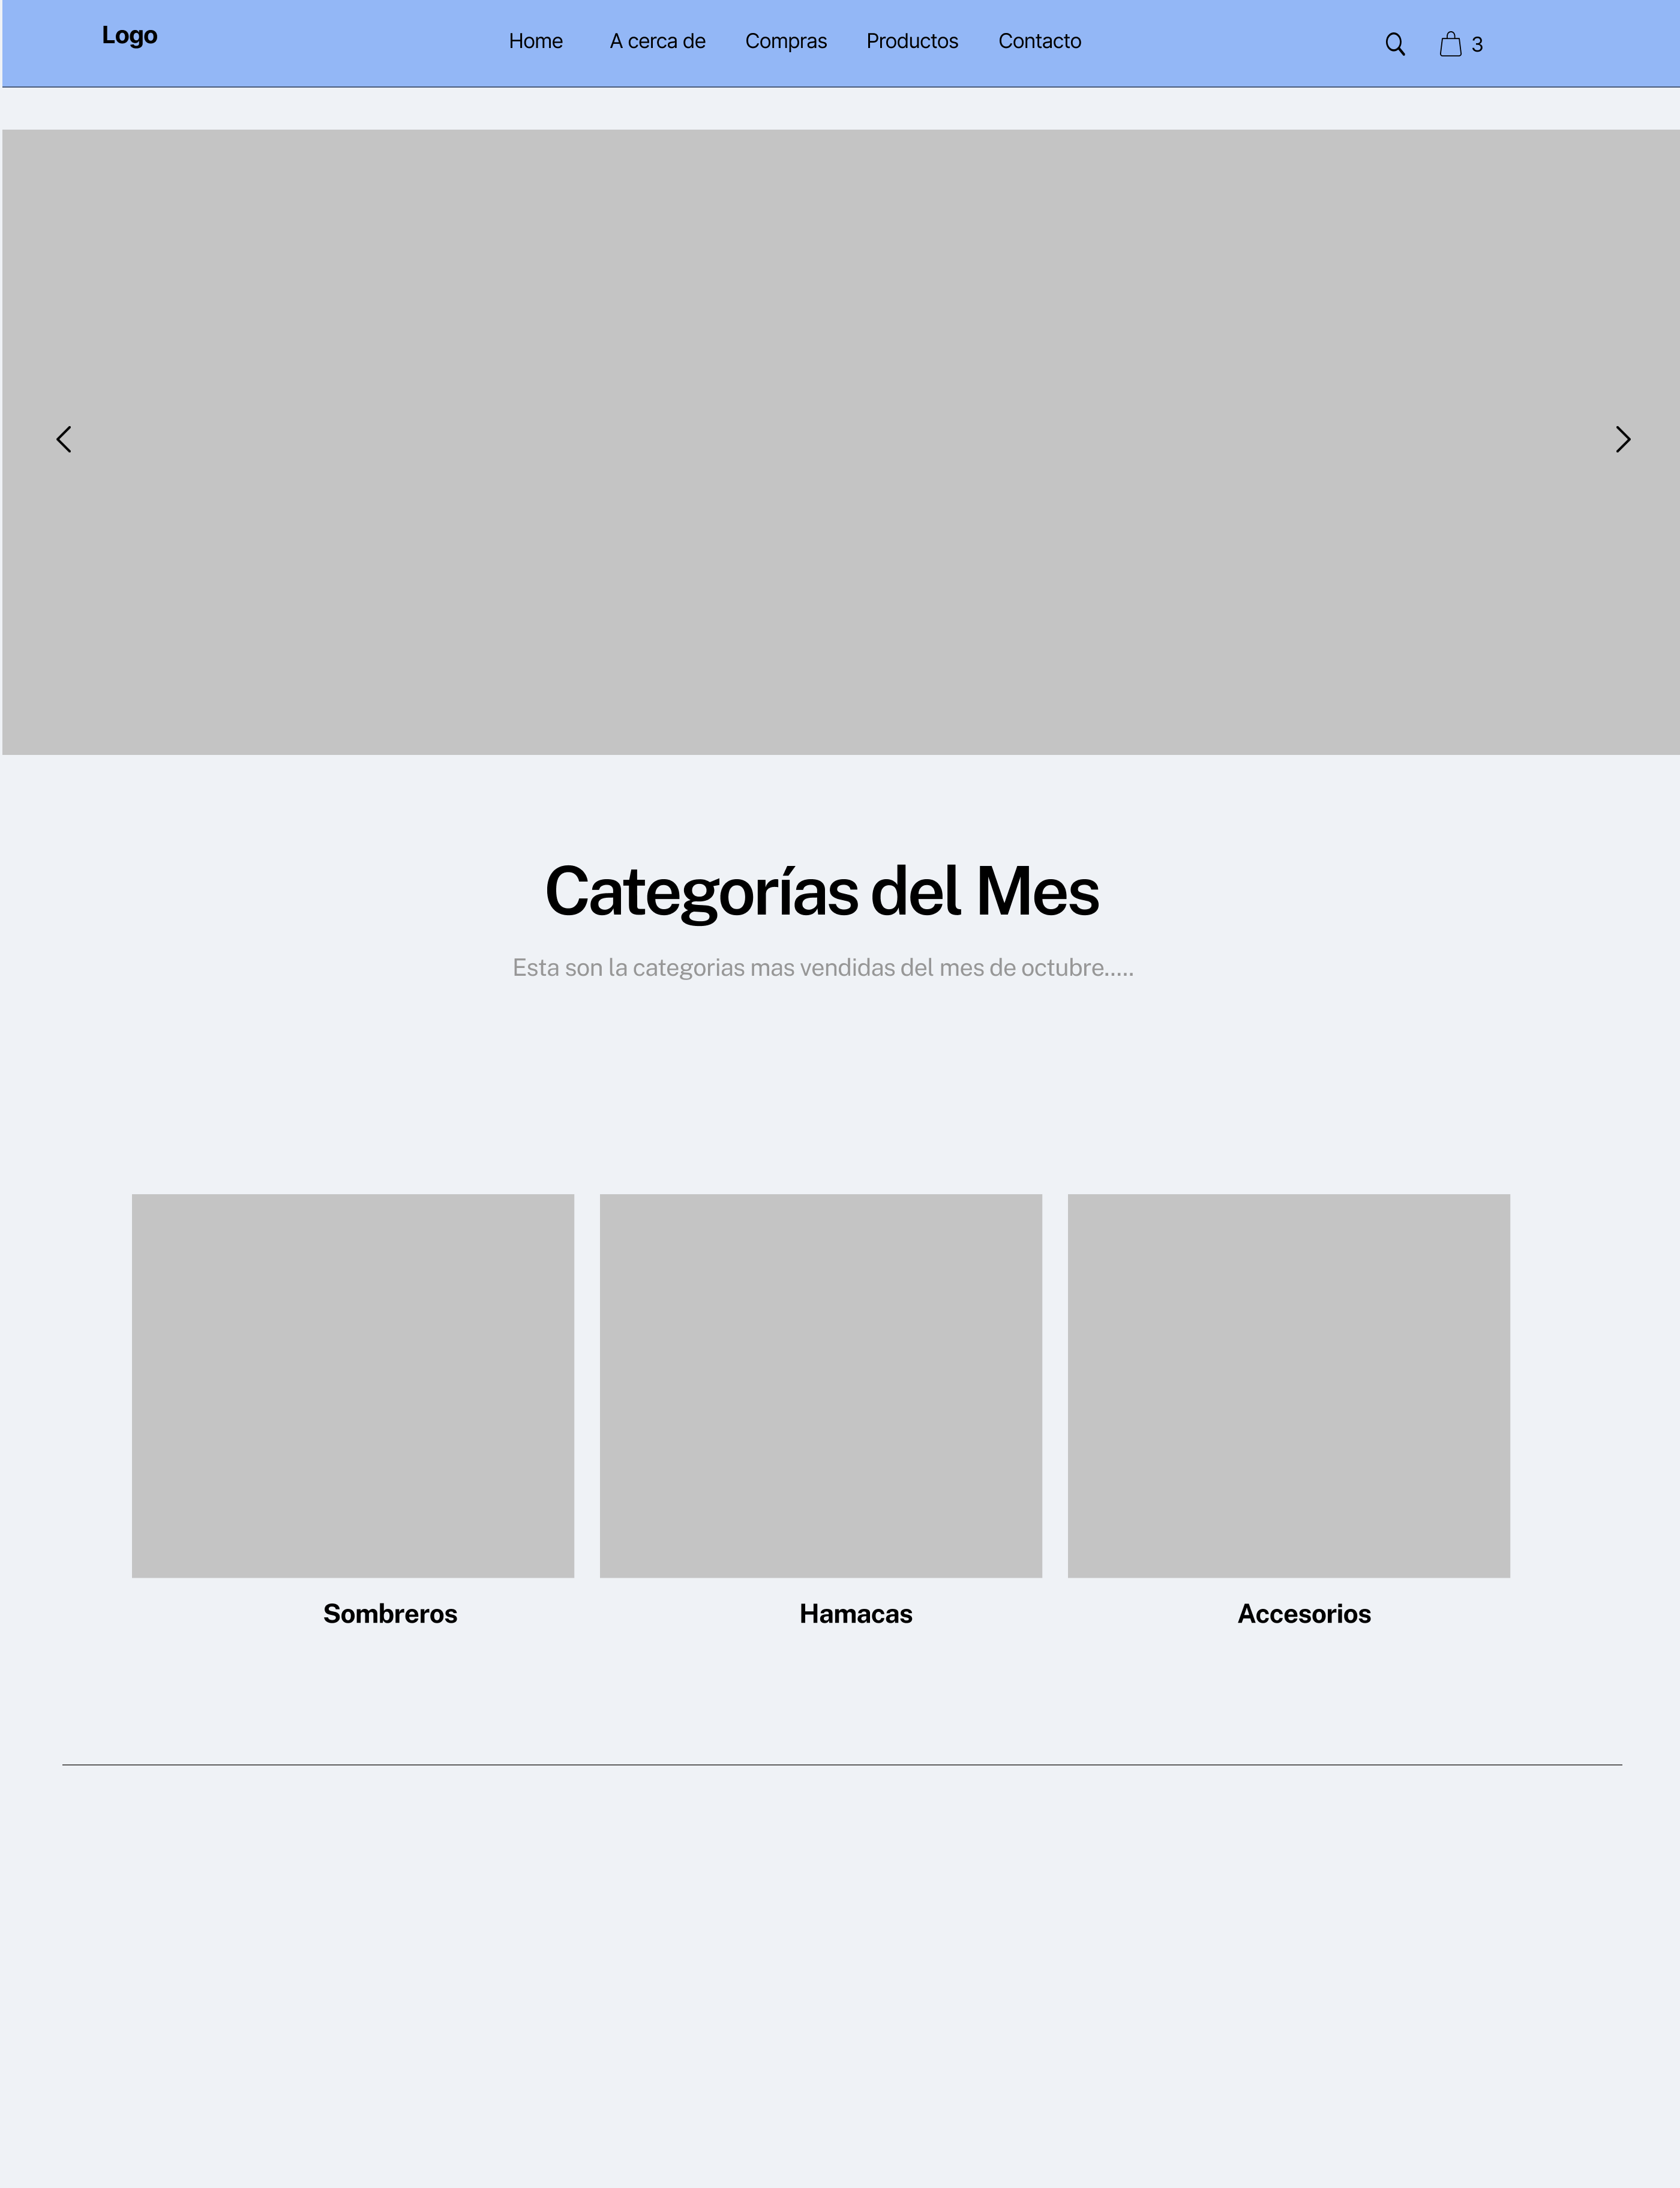 Logo
Home A cerca de Compras Productos Contacto
3
Categorías del Mes
Esta son la categorias mas vendidas del mes de octubre.....
Sombreros
Hamacas
Accesorios